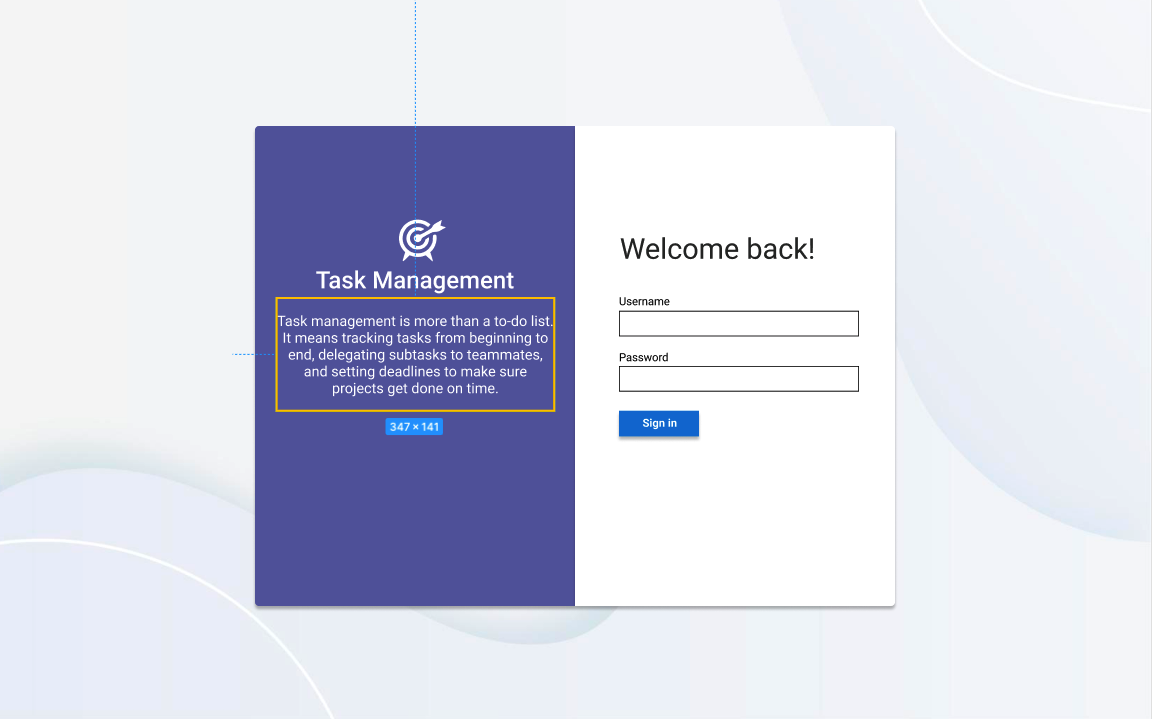 Task Management
Task management is more than a to-do list.
It means tracking tasks from beginning to
end, delegating subtasks to teammates,
and setting deadlines to make sure
projects get done on time.
347 × 141
Welcome back!
Username
Password
Sign in